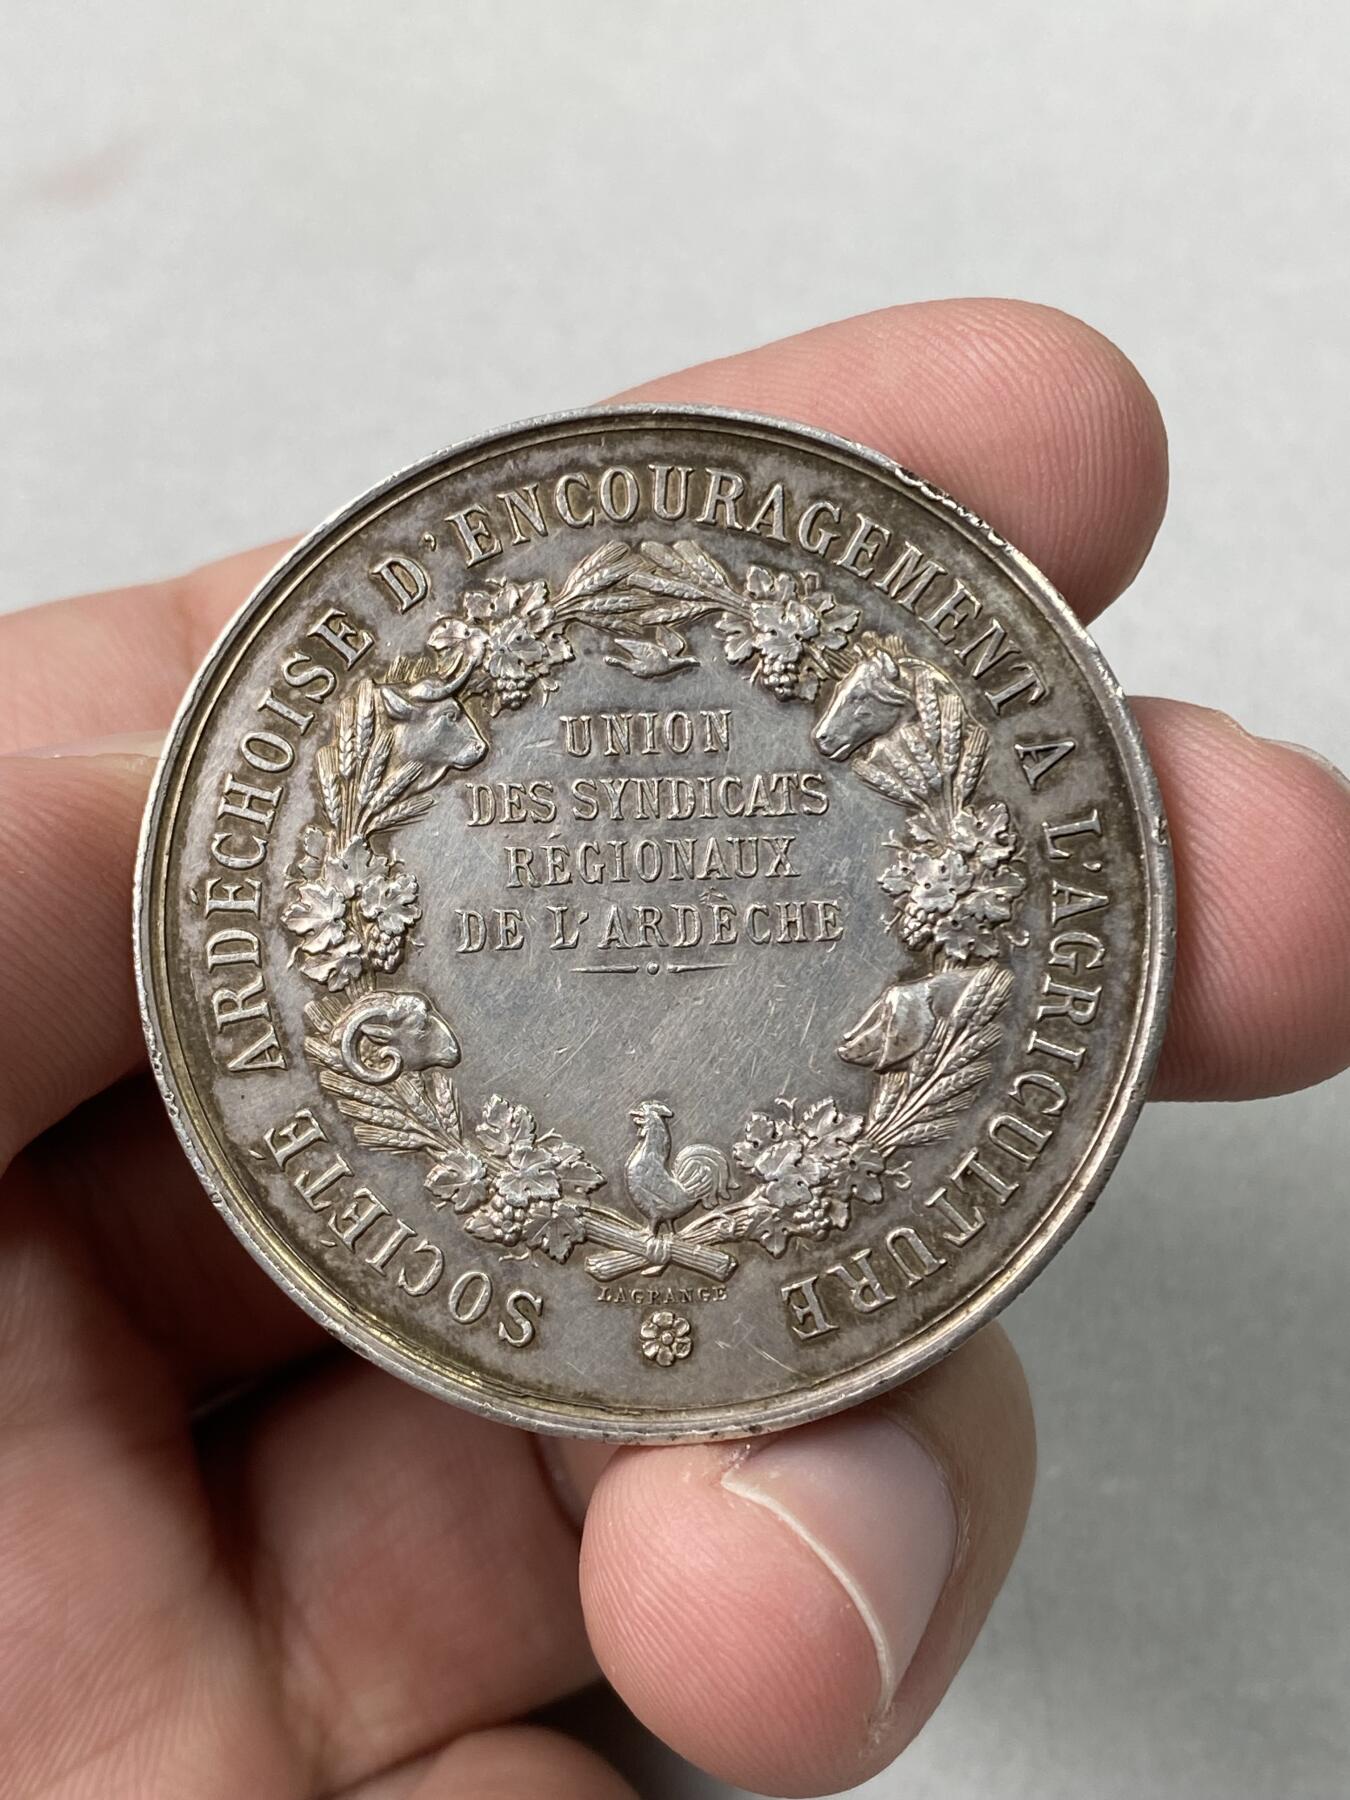 SOCIÉTÉ ARDÉCHOISE D'ENCOURAGEMENT A L'AGRICULTURE
UNION
DES SYNDICATS
RÉGIONAUX
DE L'ARDÈCHE
LAGRANGE